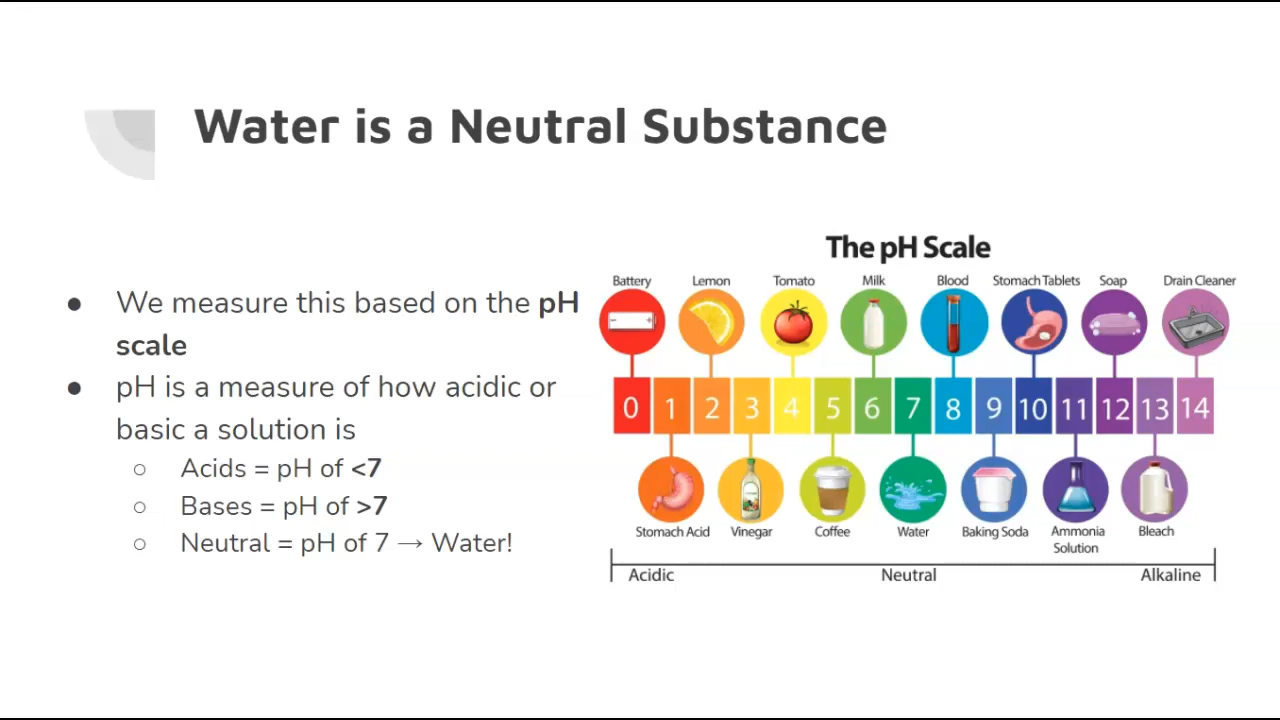 Water is a Neutral Substance
● We measure this based on the pH
scale
● pH is a measure of how acidic or
basic a solution is
○ Acids = pH of <7
○ Bases = pH of >7
○ Neutral = pH of 7 → Water!
The pH Scale
Battery Lemon Tomato Milk Blood Stomach Tablets Soap Drain Cleaner
0 1 2 3 4 5 6 7 8 9 10 11 12 13 14
Stomach Acid Vinegar Coffee Water Baking Soda Ammonia Bleach
Solution
Acidic Neutral Alkaline